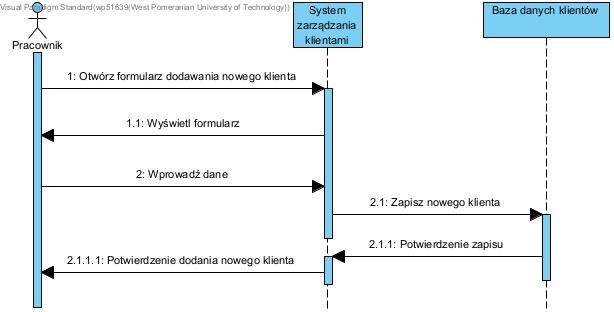 Visual Paradigm Standard(wp51639(West Pomeranian University of Technology))
Pracownik
System
zarządzania
klientami
Baza danych klientów
1: Otwórz formularz dodawania nowego klienta
1.1: Wyświetl formularz
2: Wprowadź dane
2.1: Zapisz nowego klienta
2.1.1: Potwierdzenie zapisu
2.1.1.1: Potwierdzenie dodania nowego klienta